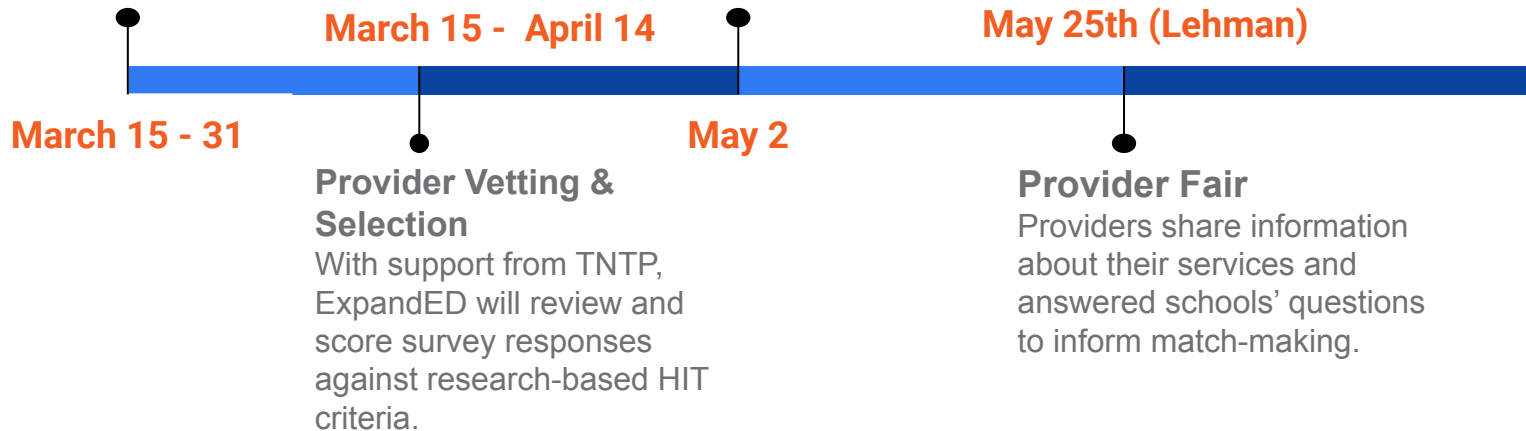 March 15 - April 14
May 25th (Lehman)
March 15 - 31
May 2
Provider Vetting &
Selection
With support from TNTP,
ExpandED will review and
score survey responses
against research-based HIT
criteria.
Provider Fair
Providers share information
about their services and
answered schools’ questions
to inform match-making.